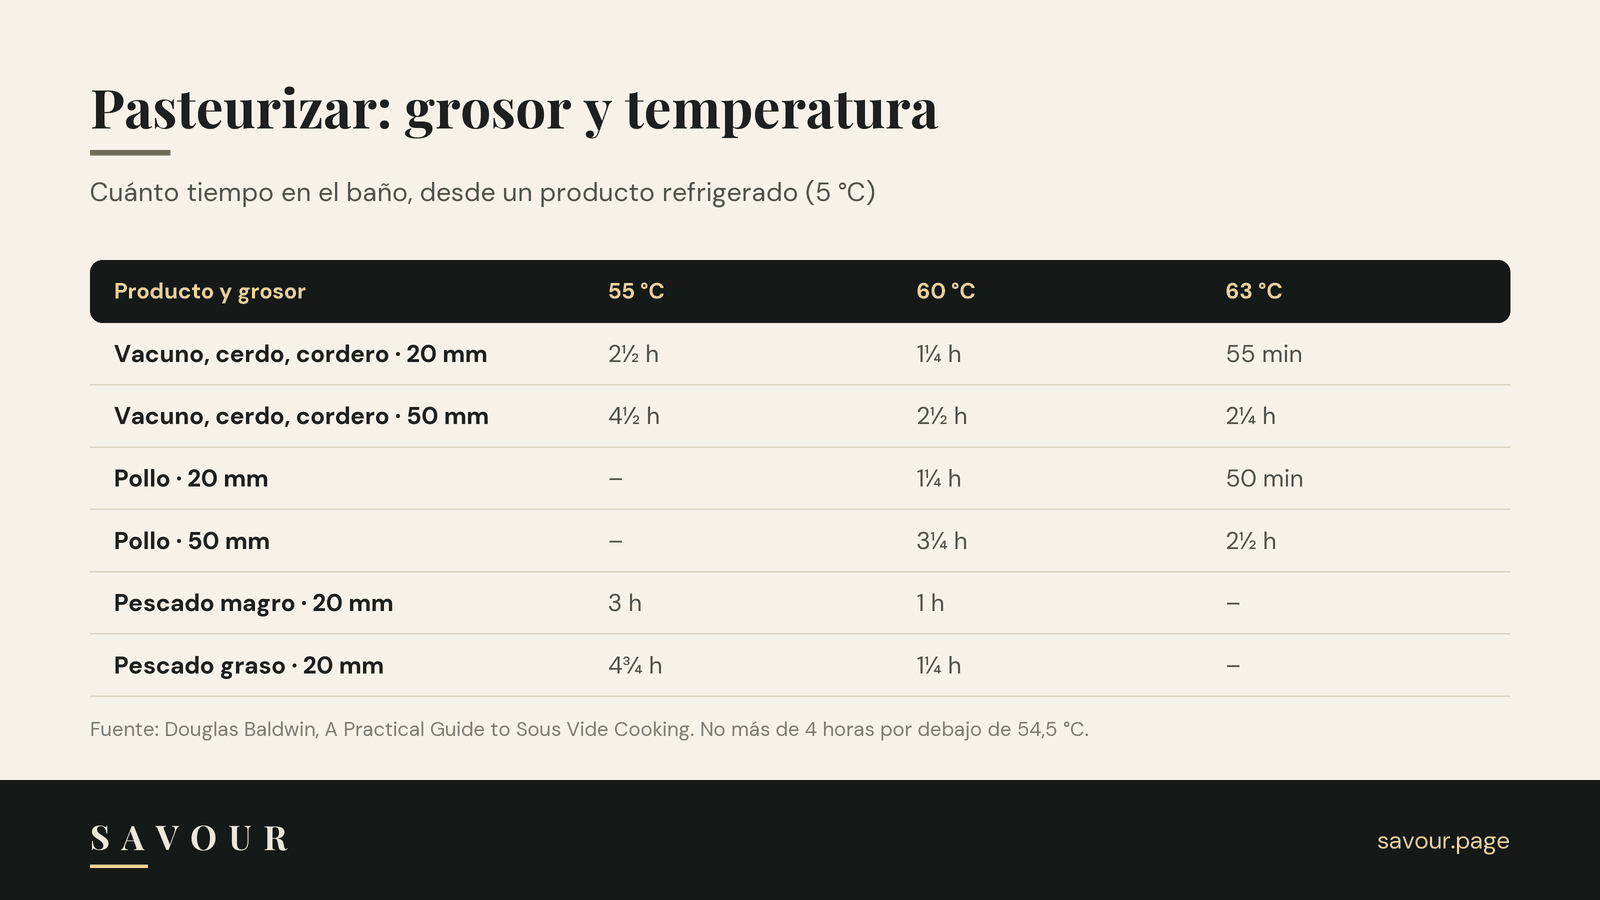 Pasteurizar: grosor y temperatura
Cuánto tiempo en el baño, desde un producto refrigerado (5 °C)
Producto y grosor 55 °C 60 °C 63 °C
Vacuno, cerdo, cordero · 20 mm 2½ h 1¼ h 55 min
Vacuno, cerdo, cordero · 50 mm 4½ h 2½ h 2¼ h
Pollo · 20 mm – 1¼ h 50 min
Pollo · 50 mm – 3¼ h 2½ h
Pescado magro · 20 mm 3 h 1 h –
Pescado graso · 20 mm 4¾ h 1¼ h –
Fuente: Douglas Baldwin, A Practical Guide to Sous Vide Cooking. No más de 4 horas por debajo de 54,5 °C.
SAVOUR savour.page